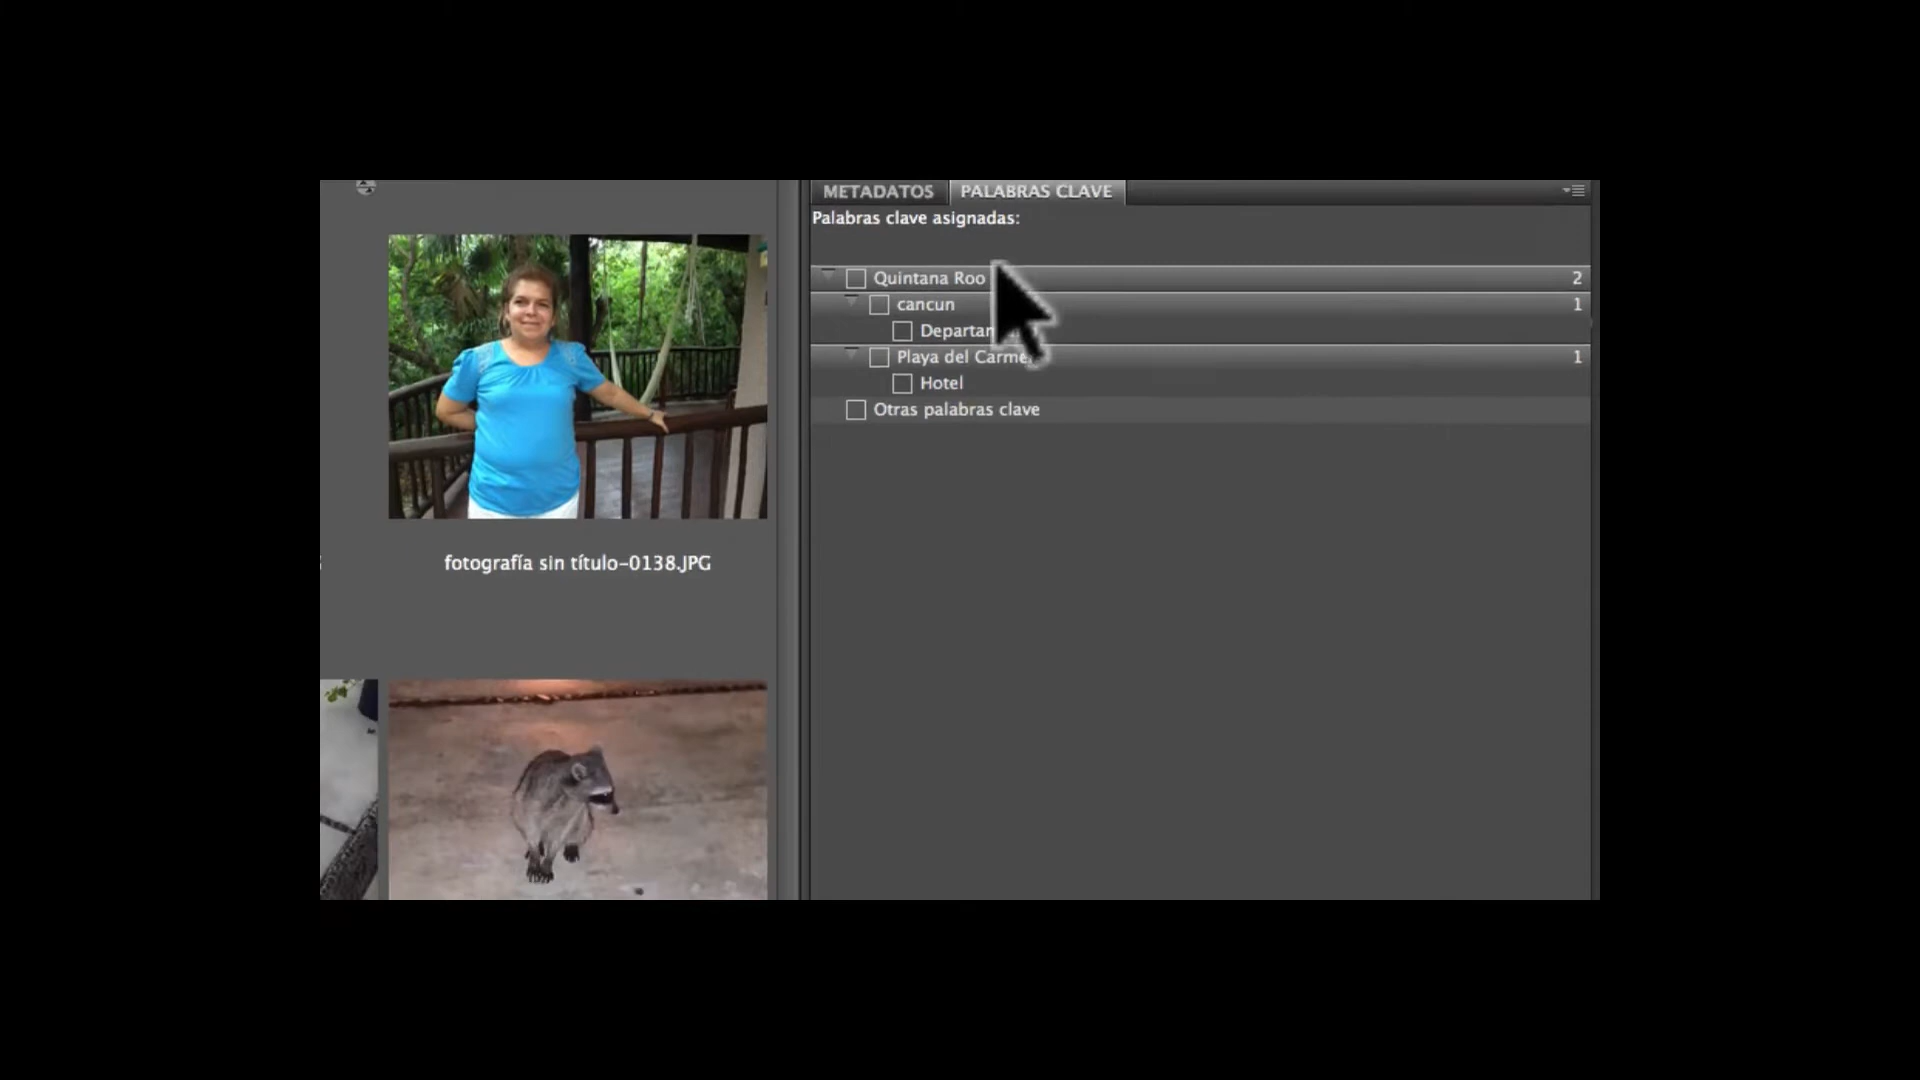 METADATOS
PALABRAS CLAVE
Palabras clave asignadas:
Quintana Roo 2
cancun 1
Playa del 1
Hotel
Otras palabras clave
fotografía sin título-0138.JPG